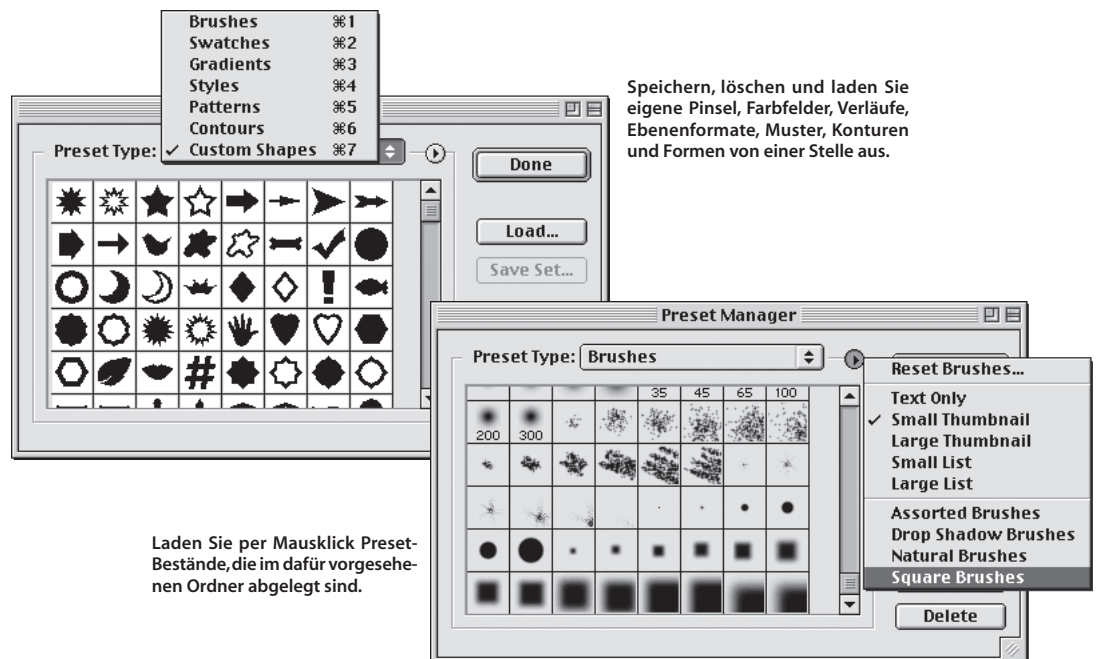 Brushes ⌘1
Swatches ⌘2
Gradients ⌘3
Styles ⌘4
Patterns ⌘5
Contours ⌘6
Preset Type: ✓ Custom Shapes ⌘7
Done
Load...
Save Set...
Speichern, löschen und laden Sie
eigene Pinsel, Farbfelder, Verläufe,
Ebenenformate, Muster, Konturen
und Formen von einer Stelle aus.
Preset Manager
Preset Type: Brushes
35 45 65 100
200 300
Reset Brushes...
Text Only
✓ Small Thumbnail
Large Thumbnail
Small List
Large List
Assorted Brushes
Drop Shadow Brushes
Natural Brushes
Square Brushes
Delete
Laden Sie per Mausklick Preset-
Bestände, die im dafür vorgesehe-
nen Ordner abgelegt sind.